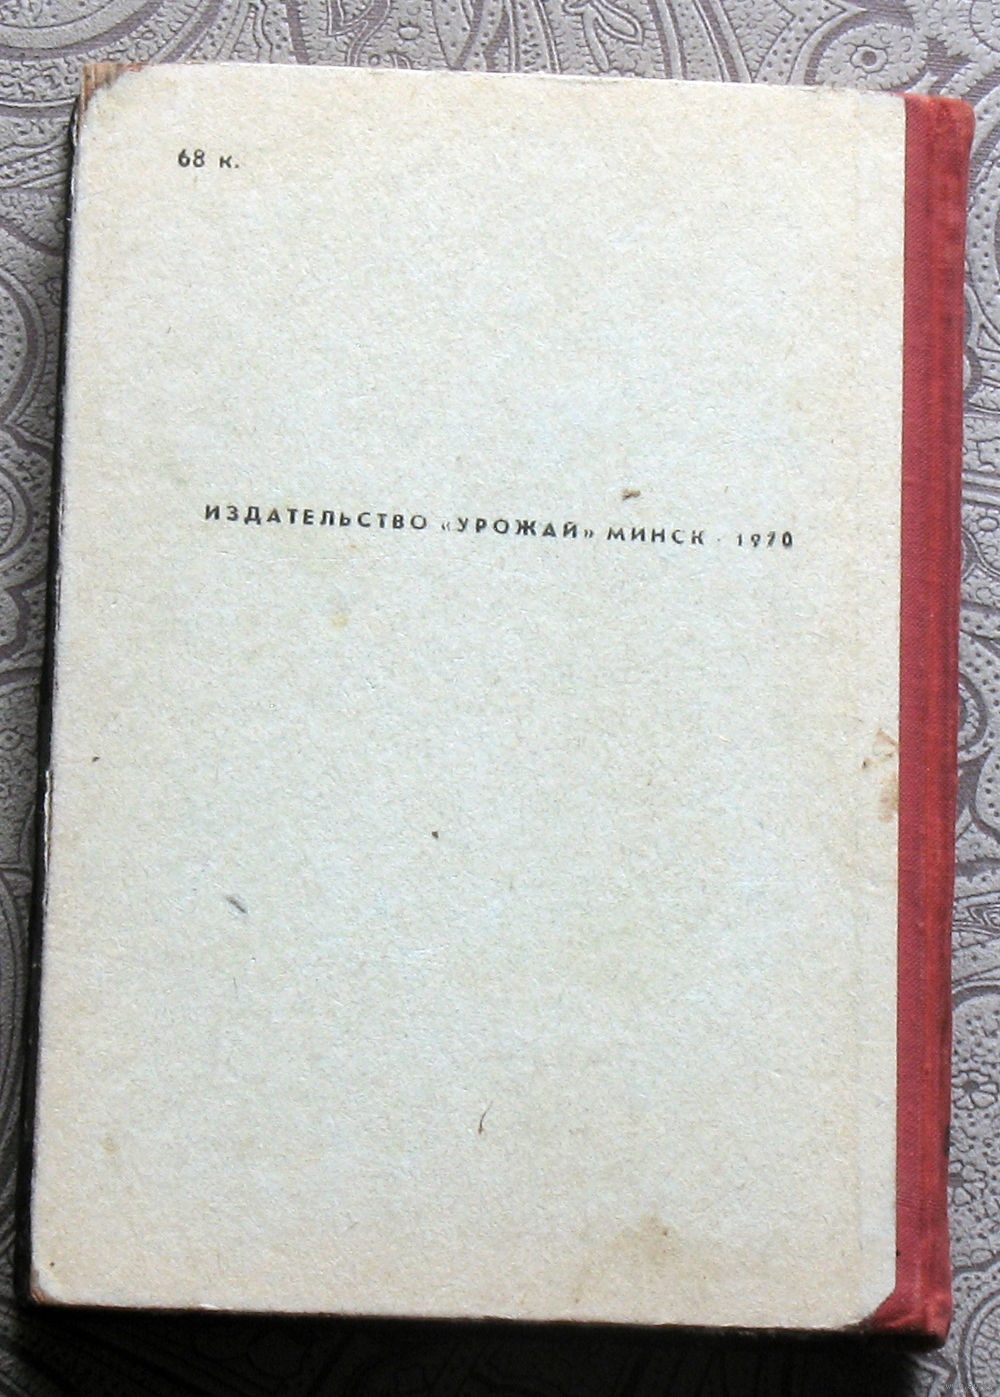 68 к.
ИЗДАТЕЛЬСТВО «УРОЖАЙ» МИНСК · 1970